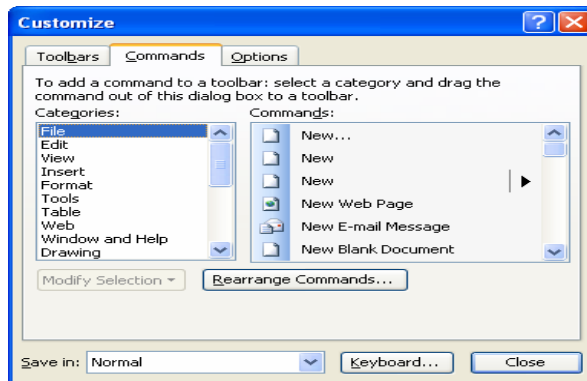 Customize
Toolbars Commands Options
To add a command to a toolbar: select a category and drag the
command out of this dialog box to a toolbar.
Categories:
File
Edit
View
Insert
Format
Tools
Table
Web
Window and Help
Drawing
Commands:
New...
New
New
New Web Page
New E-mail Message
New Blank Document
Modify Selection
Rearrange Commands...
Save in: Normal
Keyboard...
Close